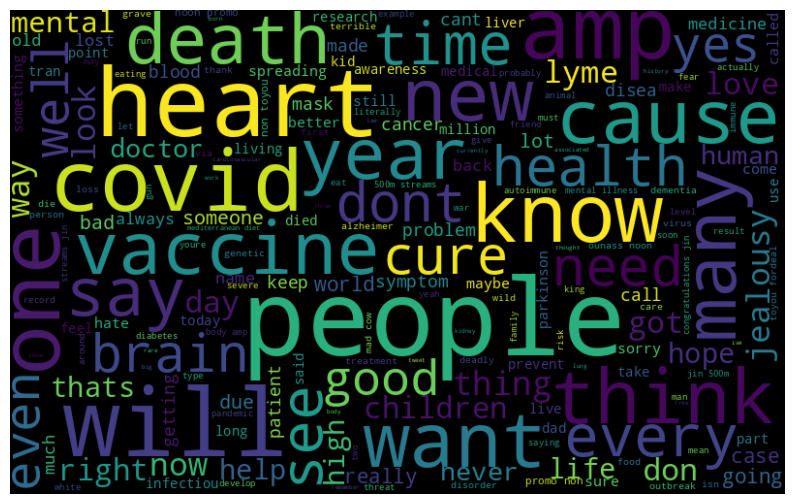 mental
death
time
amp
yes
heart
new
lyme
love
cause
well
look
covid
year
health
human
doctor
way
one
vaccine
dont
know
many
say
cure
need
jealousy
people
day
brain
even
thats
will
see
good
thing
think
want
every
children
life
don
right
now
help
high
never
really
going
case
part
got
hope
call
noon promo
grave
old
lost
point
tran
something
research
terrible
example
cant
liver
made
kid
medicine
called
run
born
may
blood
thank
spreading
awareness
medical
actually
history
fear
probably
eating
non toyou
mask
still
disea
make
animal
must
immune
let
literally
better
cancer
million
first
give
friend
associated
currently
via
cardiovascular
living
back
lot
come
use
die
loss
gun
work
eat
500m streams
autoimmune
mental illness
dementia
level
person
bad
always
someone
died
war
alzheimer
problem
virus
soon
result
streams jin
mediterranean diet
youre
genetic
ounass noon
thought
name
keep
world
symptom
maybe
wild
parkinson
king
care
congratulations jin
toyou fordeal
record
feel
hate
today
body amp
severe
yeah
mad cow
family
risk
sorry
around
diabetes
kidney
treatment
tweet
deadly
prevent
take
jin 500m
man
rare
big
type
said
patient
due
getting
long
much
infectiou
pandemic
develop
white
body
live
dad
saying
threat
disorder
food
sure
isn
mean
outbreak
promo non
lung